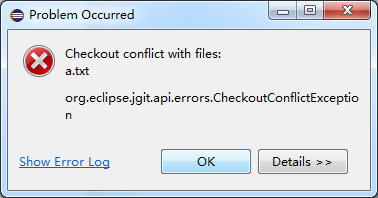 Problem Occurred
Checkout conflict with files:
a.txt
org.eclipse.jgit.api.errors.CheckoutConflictExceptio
n
Show Error Log
OK
Details >>